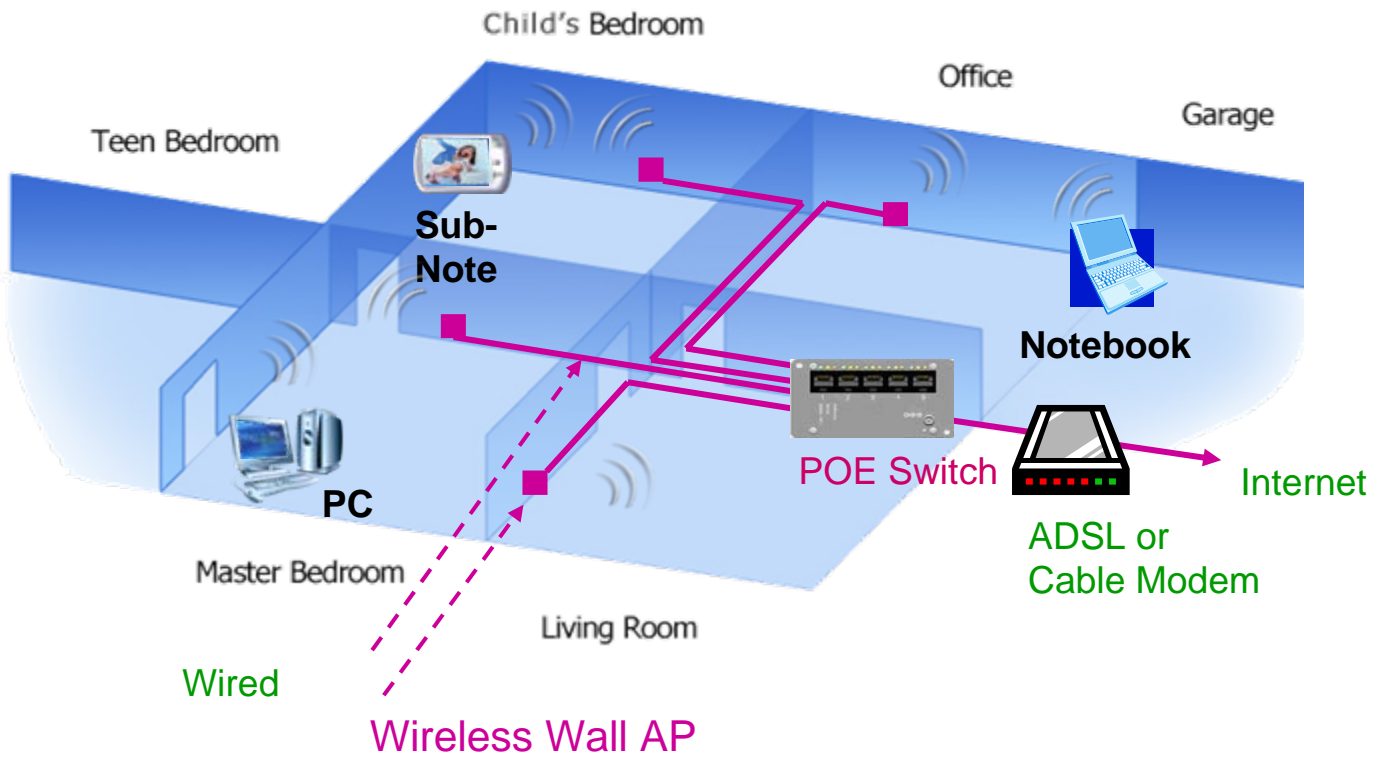 Child's Bedroom
Office
Garage
Teen Bedroom
Sub-
Note
Notebook
POE Switch
Internet
PC
ADSL or
Cable Modem
Master Bedroom
Living Room
Wired
Wireless Wall AP